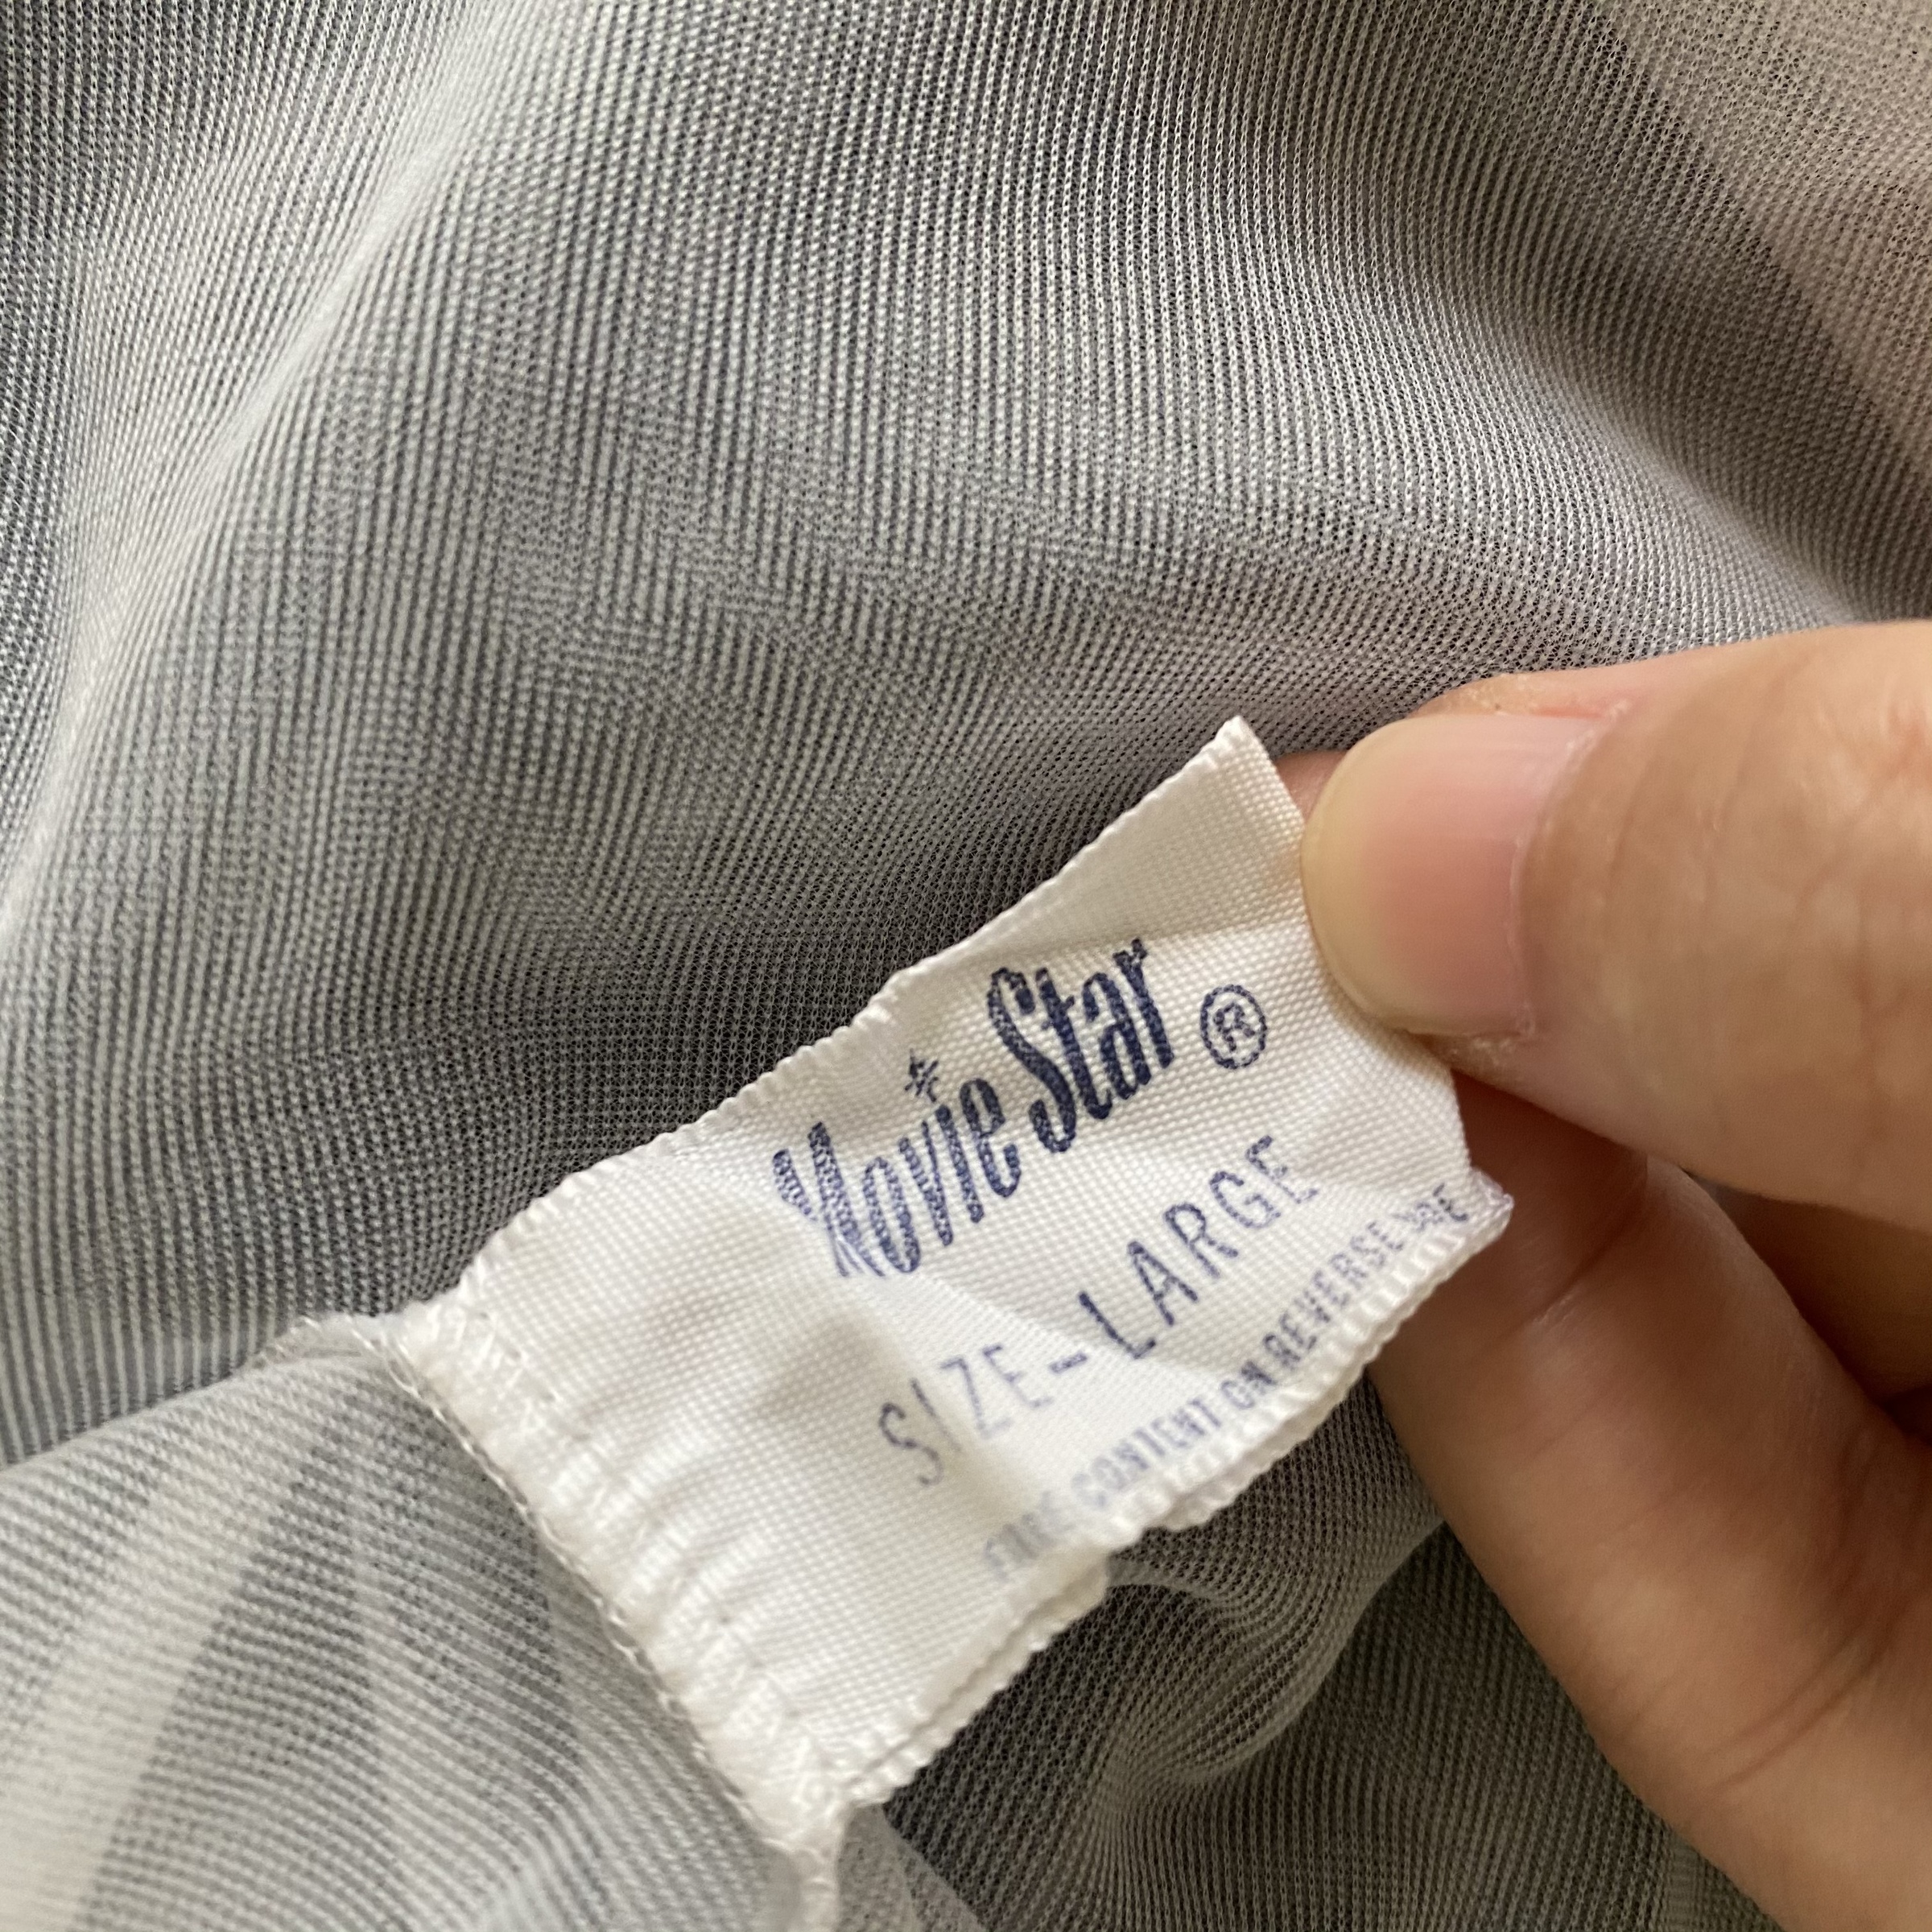 Movie Star ®
SIZE-LARGE
CONTENT ON REVERSE SIDE